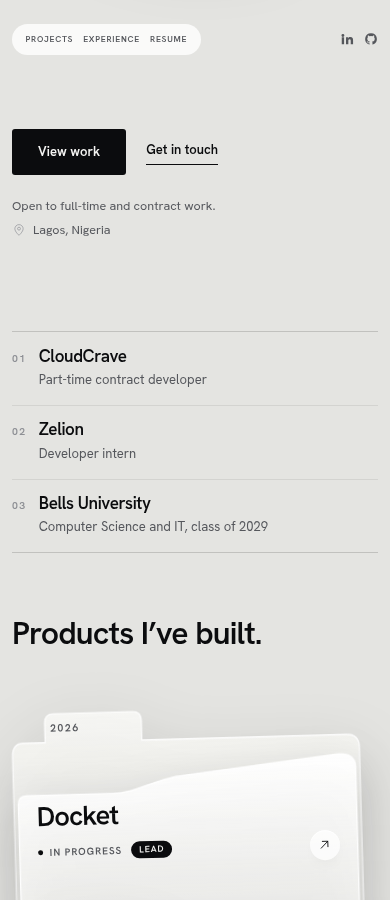 PROJECTS EXPERIENCE RESUME
View work
Get in touch
Open to full-time and contract work.
Lagos, Nigeria
01 CloudCrave
Part-time contract developer
02 Zelion
Developer intern
03 Bells University
Computer Science and IT, class of 2029
Products I’ve built.
2026
Docket
IN PROGRESS LEAD